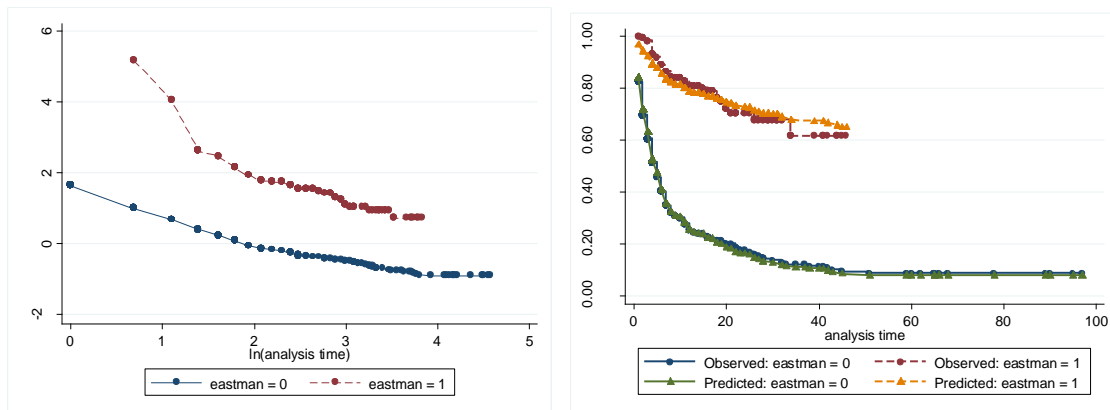 6
4
2
0
-2
0
1
2
3
4
5
ln(analysis time)
eastman = 0
eastman = 1
1.00
0.80
0.60
0.40
0.20
0.00
0
20
40
60
80
100
analysis time
Observed: eastman = 0
Observed: eastman = 1
Predicted: eastman = 0
Predicted: eastman = 1